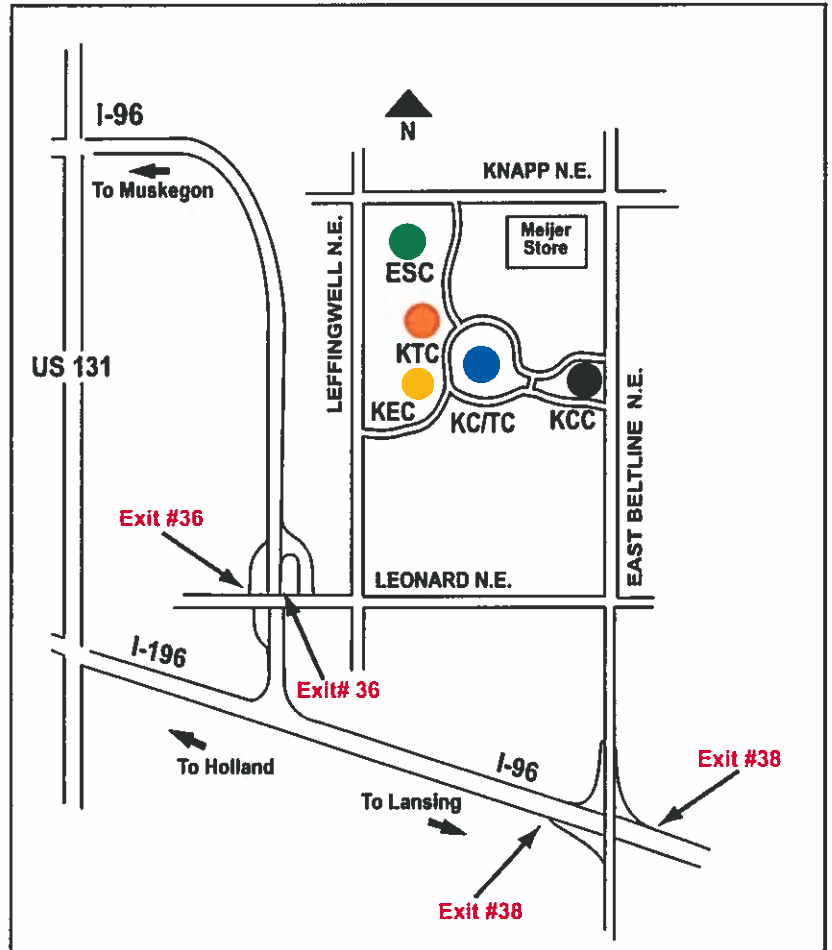 I-96
To Muskegon
N
KNAPP N.E.
Meijer
Store
LEFFINGWELL N.E.
ESC
KTC
US 131
KEC
KC/TC
KCC
EAST BELTLINE N.E.
Exit #36
LEONARD N.E.
I-196
Exit# 36
To Holland
I-96
Exit #38
To Lansing
Exit #38